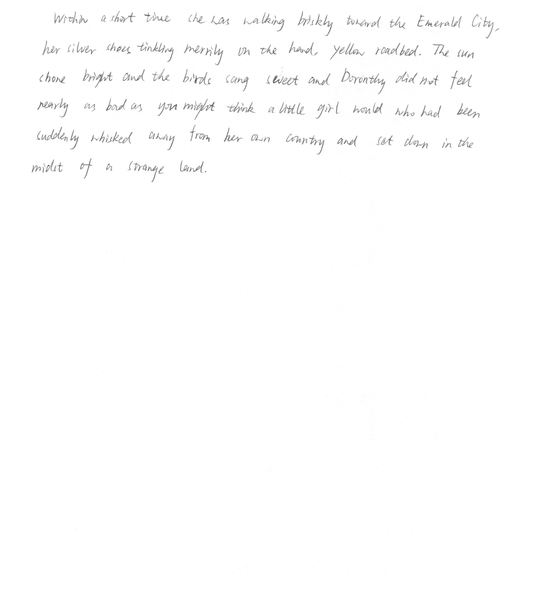 Within a short time she was walking briskly toward the Emerald City,
her silver shoes tinkling merrily on the hard, yellow roadbed. The sun
shone bright and the birds sang sweet and Doronthy did not feel
nearly as bad as you might think a little girl would who had been
suddenly whisked away from her own country and set down in the
midst of a strange land.